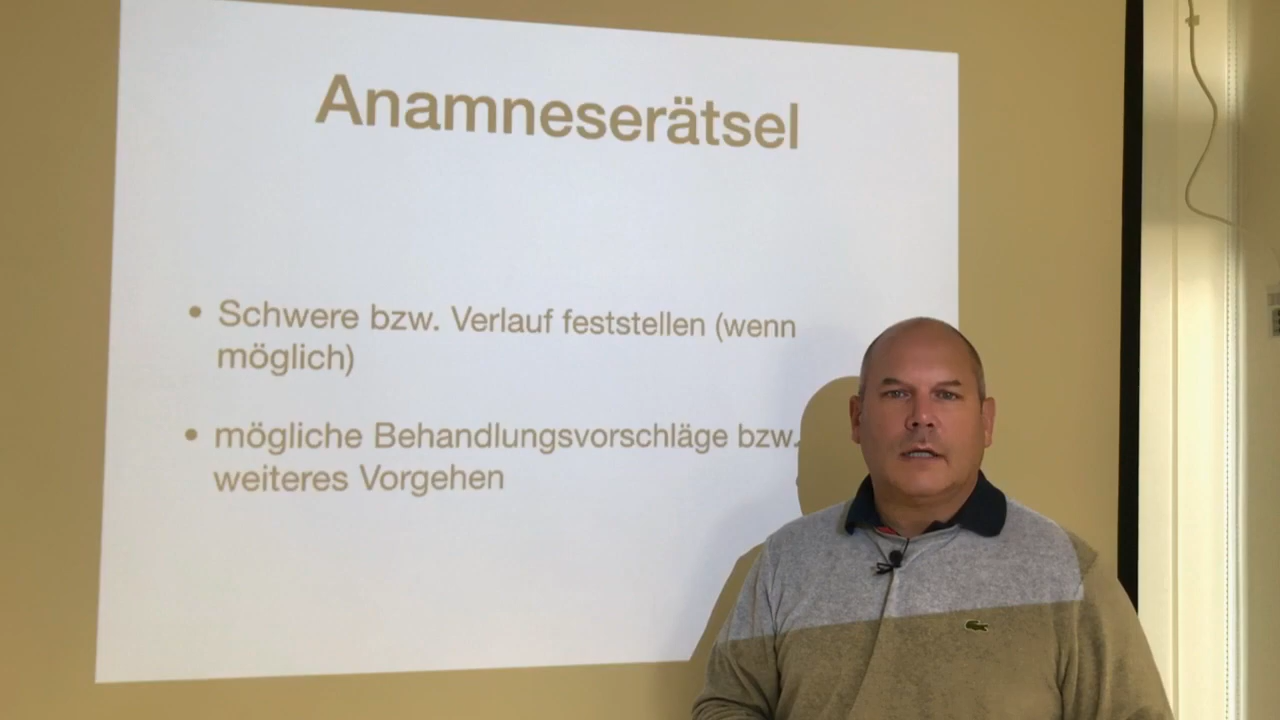 Anamneserätsel
• Schwere bzw. Verlauf feststellen (wenn
möglich)
• mögliche Behandlungsvorschläge bzw.
weiteres Vorgehen